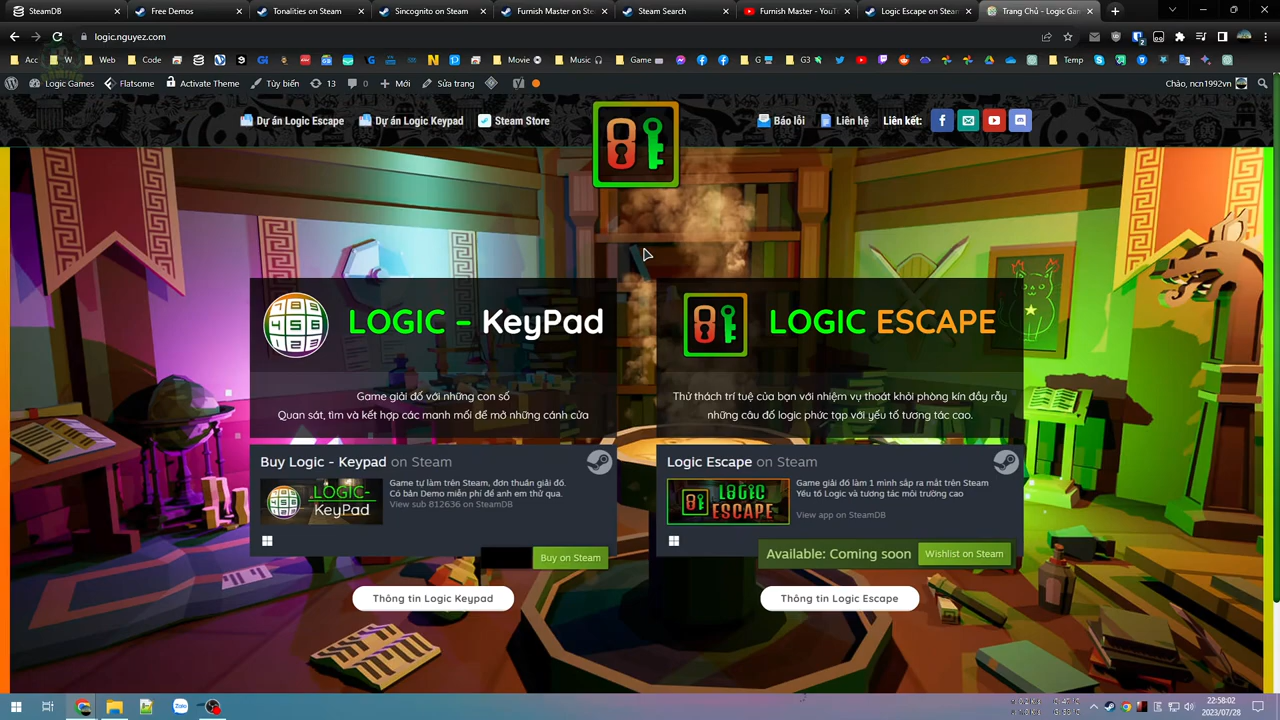 SteamDB
Free Demos
Tonalities on Steam
Sincognito on Steam
Furnish Master on Ste
Steam Search
Furnish Master - YouT
Logic Escape on Steam
Trang Chủ - Logic Gam
logic.nguyez.com
Acc
W
Web
Code
G
Movie
Music
Game
G
G3
Temp
Logic Games
Flatsome
Activate Theme
Tùy biến
13
0
Mới
Sửa trang
Chào, ncn1992vn
Dự án Logic Escape
Dự án Logic Keypad
Steam Store
Báo lỗi
Liên hệ
Liên kết:
LOGIC - KeyPad
LOGIC ESCAPE
Game giải đố với những con số
Quan sát, tìm và kết hợp các manh mối để mở những cánh cửa
Thử thách trí tuệ của bạn với nhiệm vụ thoát khỏi phòng kín đầy rẫy
những câu đố logic phức tạp với yếu tố tương tác cao.
Buy Logic - Keypad on Steam
LOGIC-
KeyPad
Game tự làm trên Steam, đơn thuần giải đố.
Có bản Demo miễn phí để anh em thử qua.
View sub 812636 on SteamDB
Buy on Steam
Logic Escape on Steam
LOGIC
ESCAPE
Game giải đố làm 1 mình sắp ra mắt trên Steam
Yếu tố Logic và tương tác môi trường cao
View app on SteamDB
Available: Coming soon
Wishlist on Steam
Thông tin Logic Keypad
Thông tin Logic Escape
Zalo
22:58:02
2023/07/28